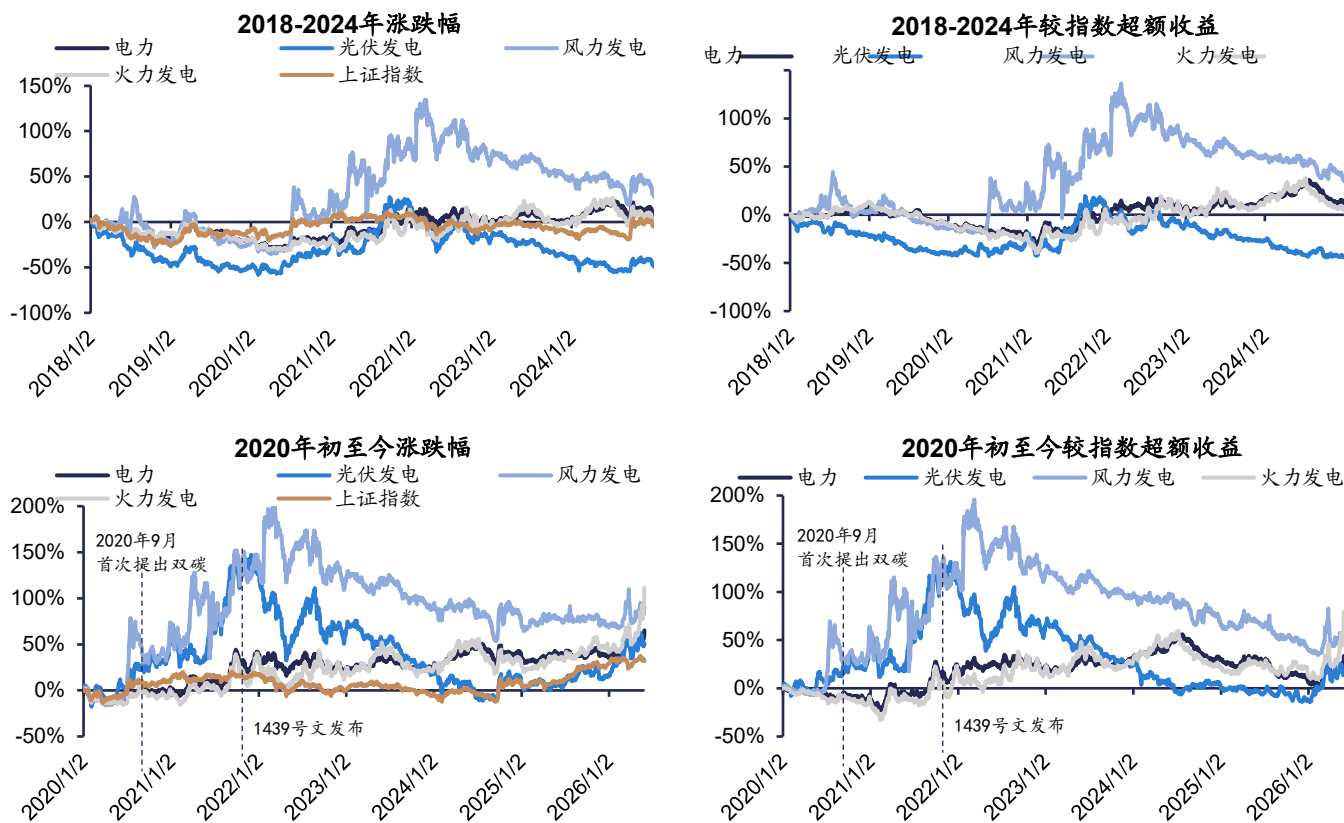 2018-2024年涨跌幅
电力 光伏发电 风力发电
火力发电 上证指数
150%
100%
50%
0%
-50%
-100%
2018/1/2 2019/1/2 2020/1/2 2021/1/2 2022/1/2 2023/1/2 2024/1/2
2018-2024年较指数超额收益
电力 光伏发电 风力发电 火力发电
100%
50%
0%
-50%
-100%
2018/1/2 2019/1/2 2020/1/2 2021/1/2 2022/1/2 2023/1/2 2024/1/2
2020年初至今涨跌幅
电力 光伏发电 风力发电
火力发电 上证指数
200%
150%
100%
50%
0%
-50%
2020年9月
首次提出双碳
1439号文发布
2020/1/2 2021/1/2 2022/1/2 2023/1/2 2024/1/2 2025/1/2 2026/1/2
2020年初至今较指数超额收益
电力 光伏发电 风力发电 火力发电
200%
150%
100%
50%
0%
-50%
2020年9月
首次提出双碳
1439号文发布
2020/1/2 2021/1/2 2022/1/2 2023/1/2 2024/1/2 2025/1/2 2026/1/2